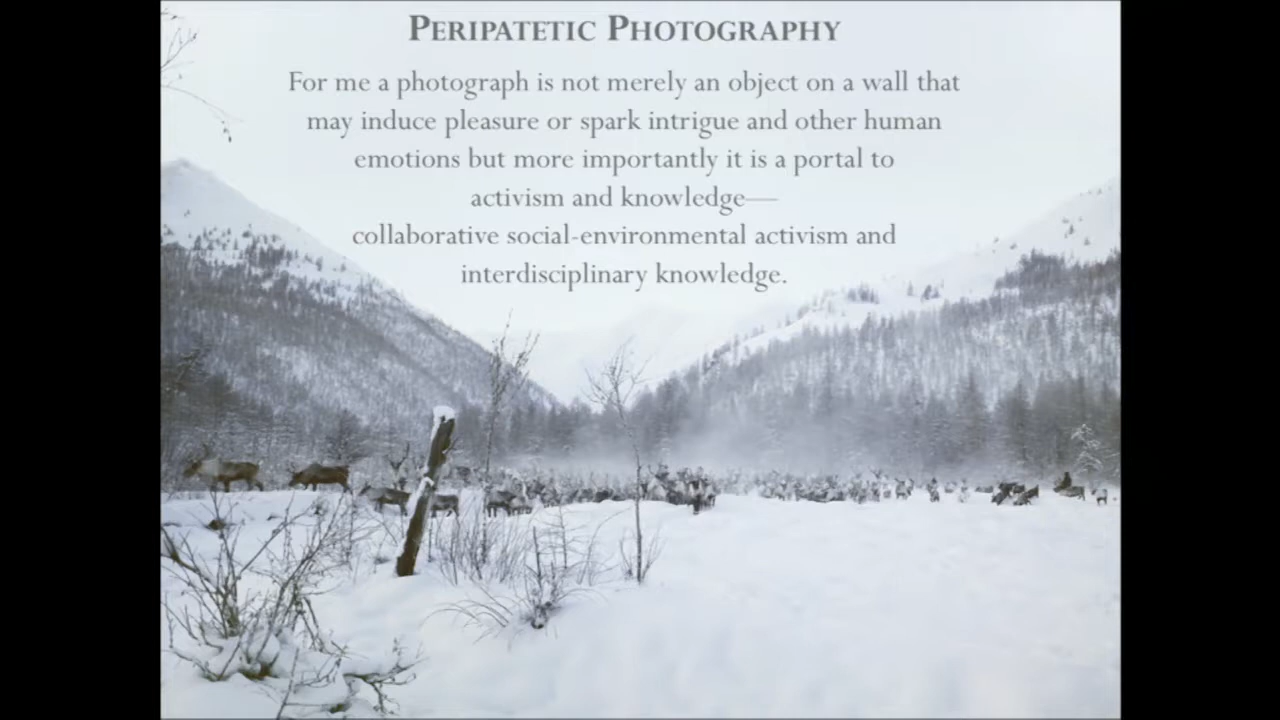 PERIPATETIC PHOTOGRAPHY
For me a photograph is not merely an object on a wall that
may induce pleasure or spark intrigue and other human
emotions but more importantly it is a portal to
activism and knowledge—
collaborative social-environmental activism and
interdisciplinary knowledge.